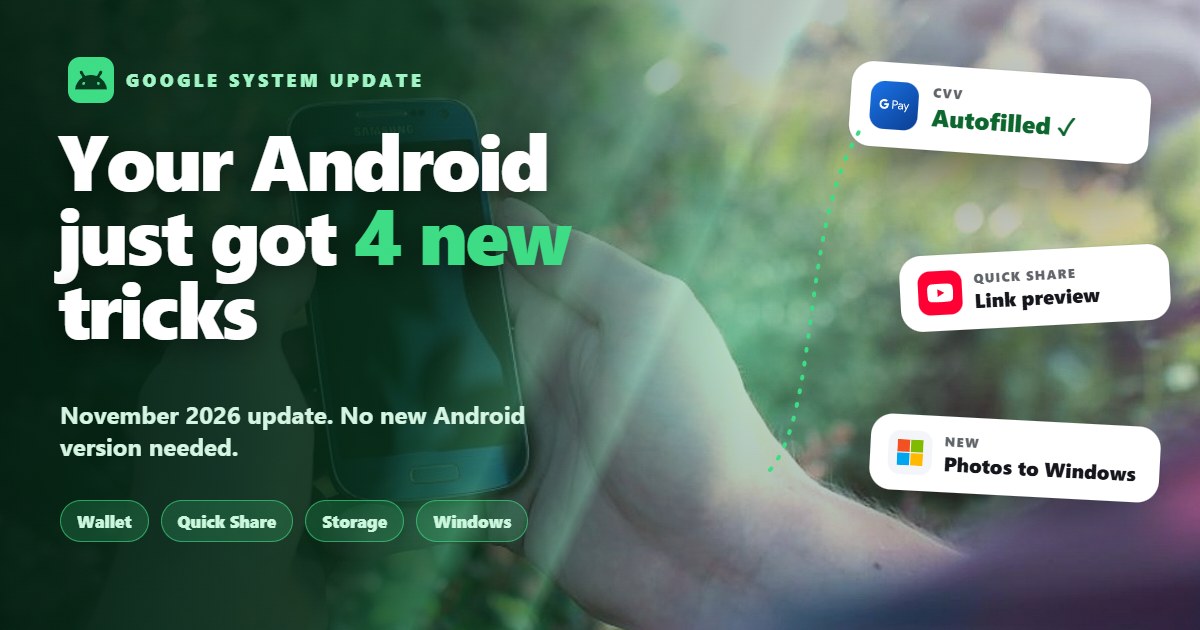 GOOGLE SYSTEM UPDATE
SAMSUNG
Your Android
just got 4 new
tricks
November 2026 update. No new Android
version needed.
Wallet
Quick Share
Storage
Windows
G Pay
CVV
Autofilled ✓
QUICK SHARE
Link preview
NEW
Photos to Windows